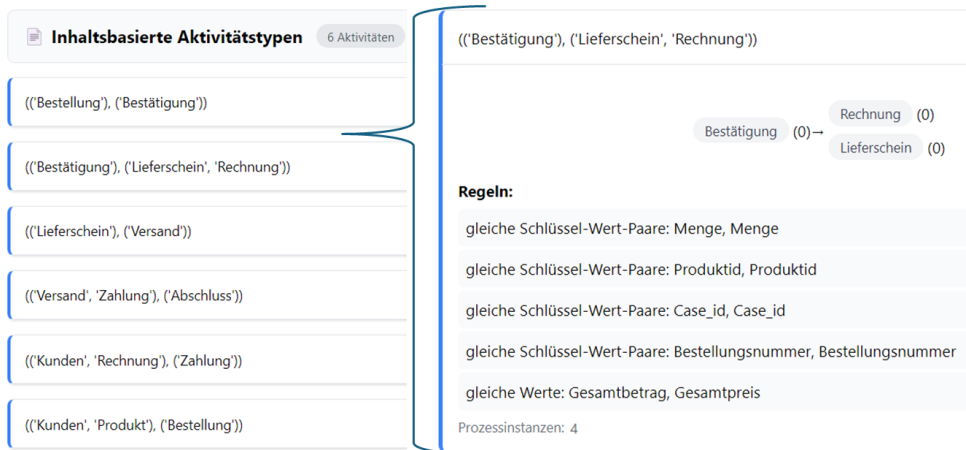 Inhaltsbasierte Aktivitätstypen 6 Aktivitäten
(('Bestellung'), ('Bestätigung'))
(('Bestätigung'), ('Lieferschein', 'Rechnung'))
(('Lieferschein'), ('Versand'))
(('Versand', 'Zahlung'), ('Abschluss'))
(('Kunden', 'Rechnung'), ('Zahlung'))
(('Kunden', 'Produkt'), ('Bestellung'))
(('Bestätigung'), ('Lieferschein', 'Rechnung'))
Rechnung (0)
Bestätigung (0)→
Lieferschein (0)
Regeln:
gleiche Schlüssel-Wert-Paare: Menge, Menge
gleiche Schlüssel-Wert-Paare: Produktid, Produktid
gleiche Schlüssel-Wert-Paare: Case_id, Case_id
gleiche Schlüssel-Wert-Paare: Bestellungsnummer, Bestellungsnummer
gleiche Werte: Gesamtbetrag, Gesamtpreis
Prozessinstanzen: 4